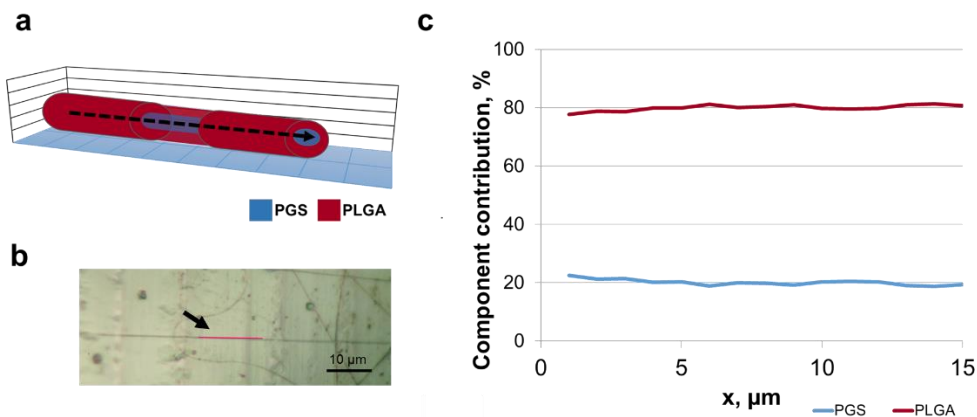 a
PGS PLGA
b
10 µm
c
Component contribution, %
100
80
60
40
20
0
0 5 10 15
x, µm
PGS PLGA